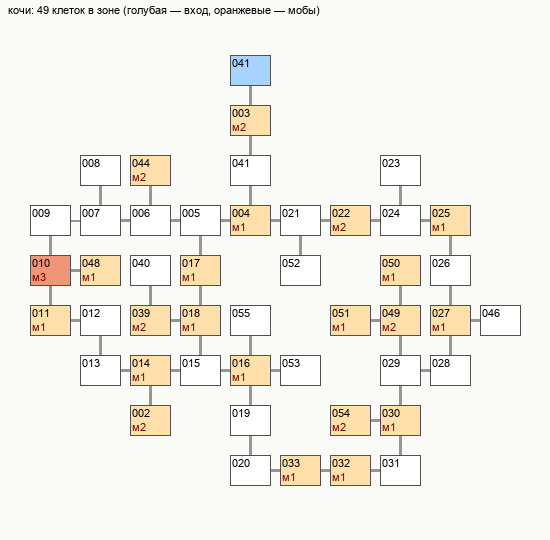 кочи: 49 клеток в зоне (голубая — вход, оранжевые — мобы)
041
003
м2
008 044 041 023
м2
009 007 006 005 004 021 022 024 025
м1 м2 м1
010 048 040 017 052 050 026
м3 м1 м1 м1
011 012 039 018 055 051 049 027 046
м1 м2 м1 м1 м2 м1
013 014 015 016 053 029 028
м1 м1
002 019 054 030
м2 м2 м1
020 033 032 031
м1 м1